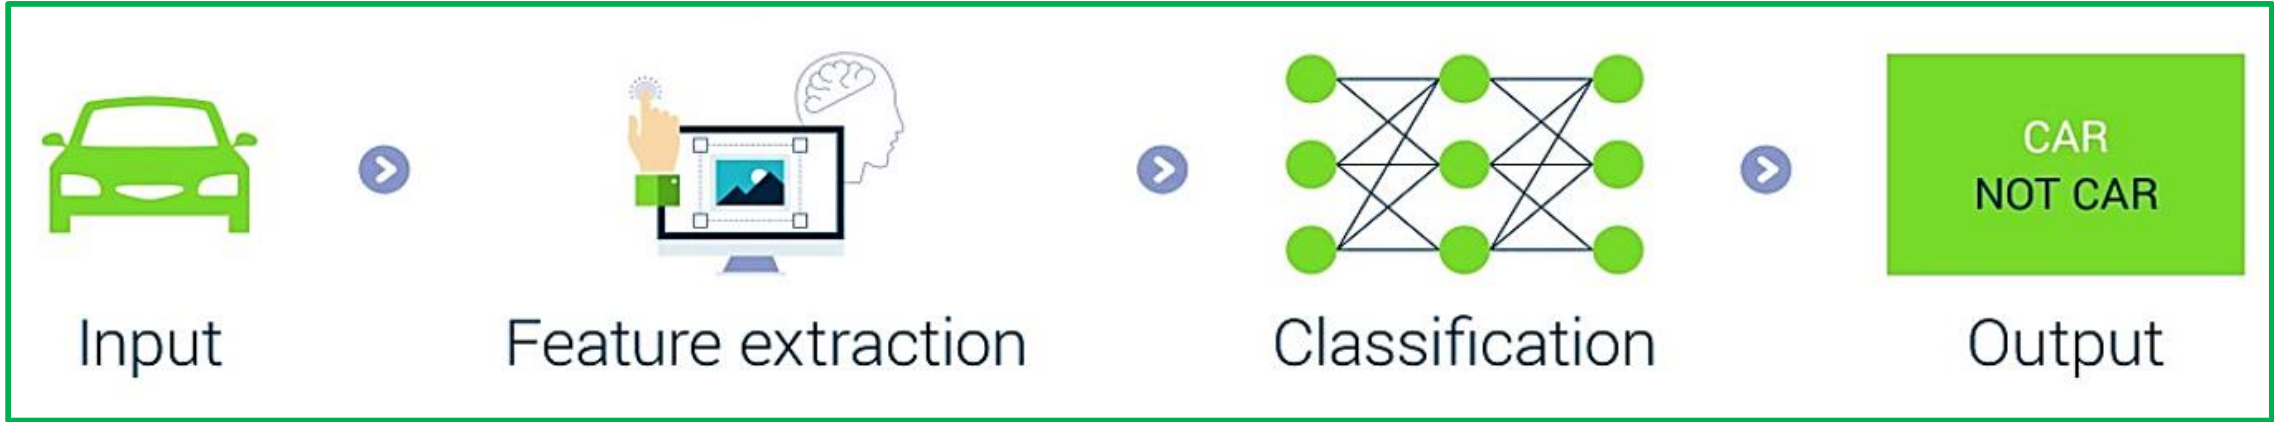 CAR
NOT CAR
Input
Feature extraction
Classification
Output